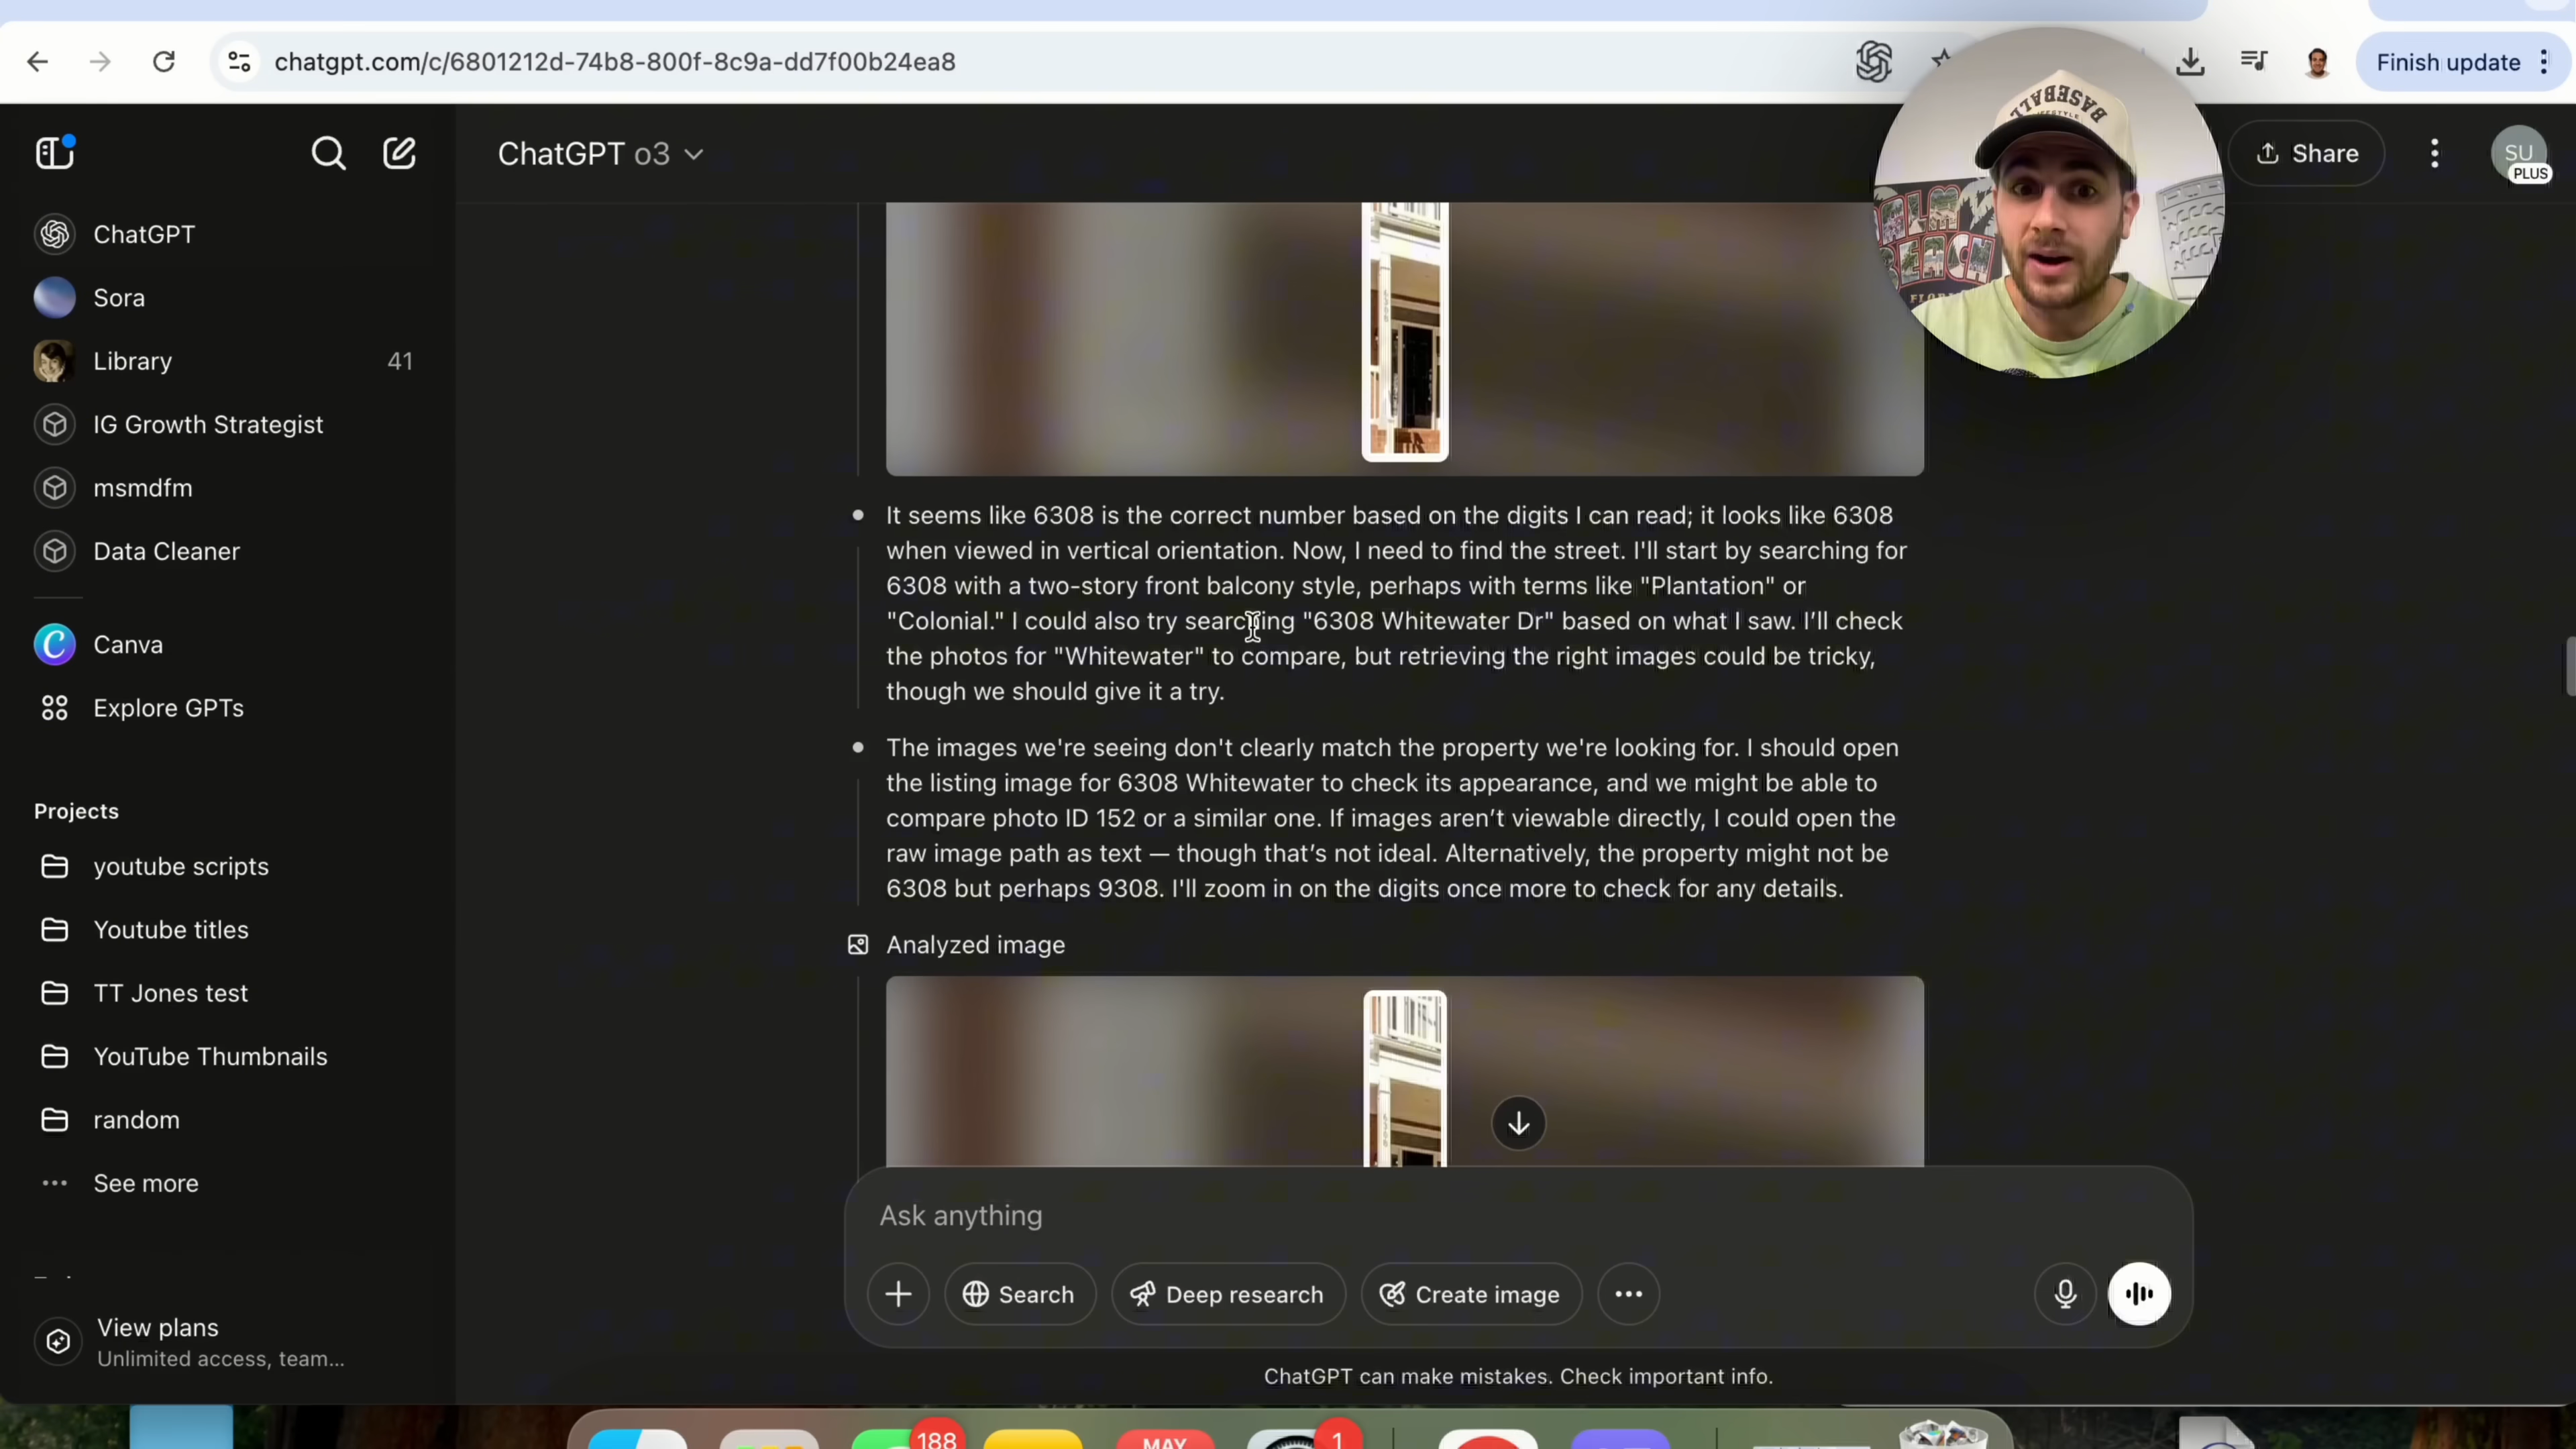 chatgpt.com/c/6801212d-74b8-800f-8c9a-dd7f00b24ea8
Finish update
ChatGPT o3
Share
SU
PLUS
BASEBALL
ChatGPT
Sora
Library
41
IG Growth Strategist
msmdfm
Data Cleaner
Canva
Explore GPTs
Projects
youtube scripts
Youtube titles
TT Jones test
YouTube Thumbnails
random
See more
View plans
Unlimited access, team...
It seems like 6308 is the correct number based on the digits I can read; it looks like 6308
when viewed in vertical orientation. Now, I need to find the street. I'll start by searching for
6308 with a two-story front balcony style, perhaps with terms like "Plantation" or
"Colonial." I could also try searching "6308 Whitewater Dr" based on what I saw. I’ll check
the photos for "Whitewater" to compare, but retrieving the right images could be tricky,
though we should give it a try.
The images we're seeing don't clearly match the property we're looking for. I should open
the listing image for 6308 Whitewater to check its appearance, and we might be able to
compare photo ID 152 or a similar one. If images aren’t viewable directly, I could open the
raw image path as text — though that’s not ideal. Alternatively, the property might not be
6308 but perhaps 9308. I'll zoom in on the digits once more to check for any details.
Analyzed image
Ask anything
Search
Deep research
Create image
ChatGPT can make mistakes. Check important info.
188
MAY
1